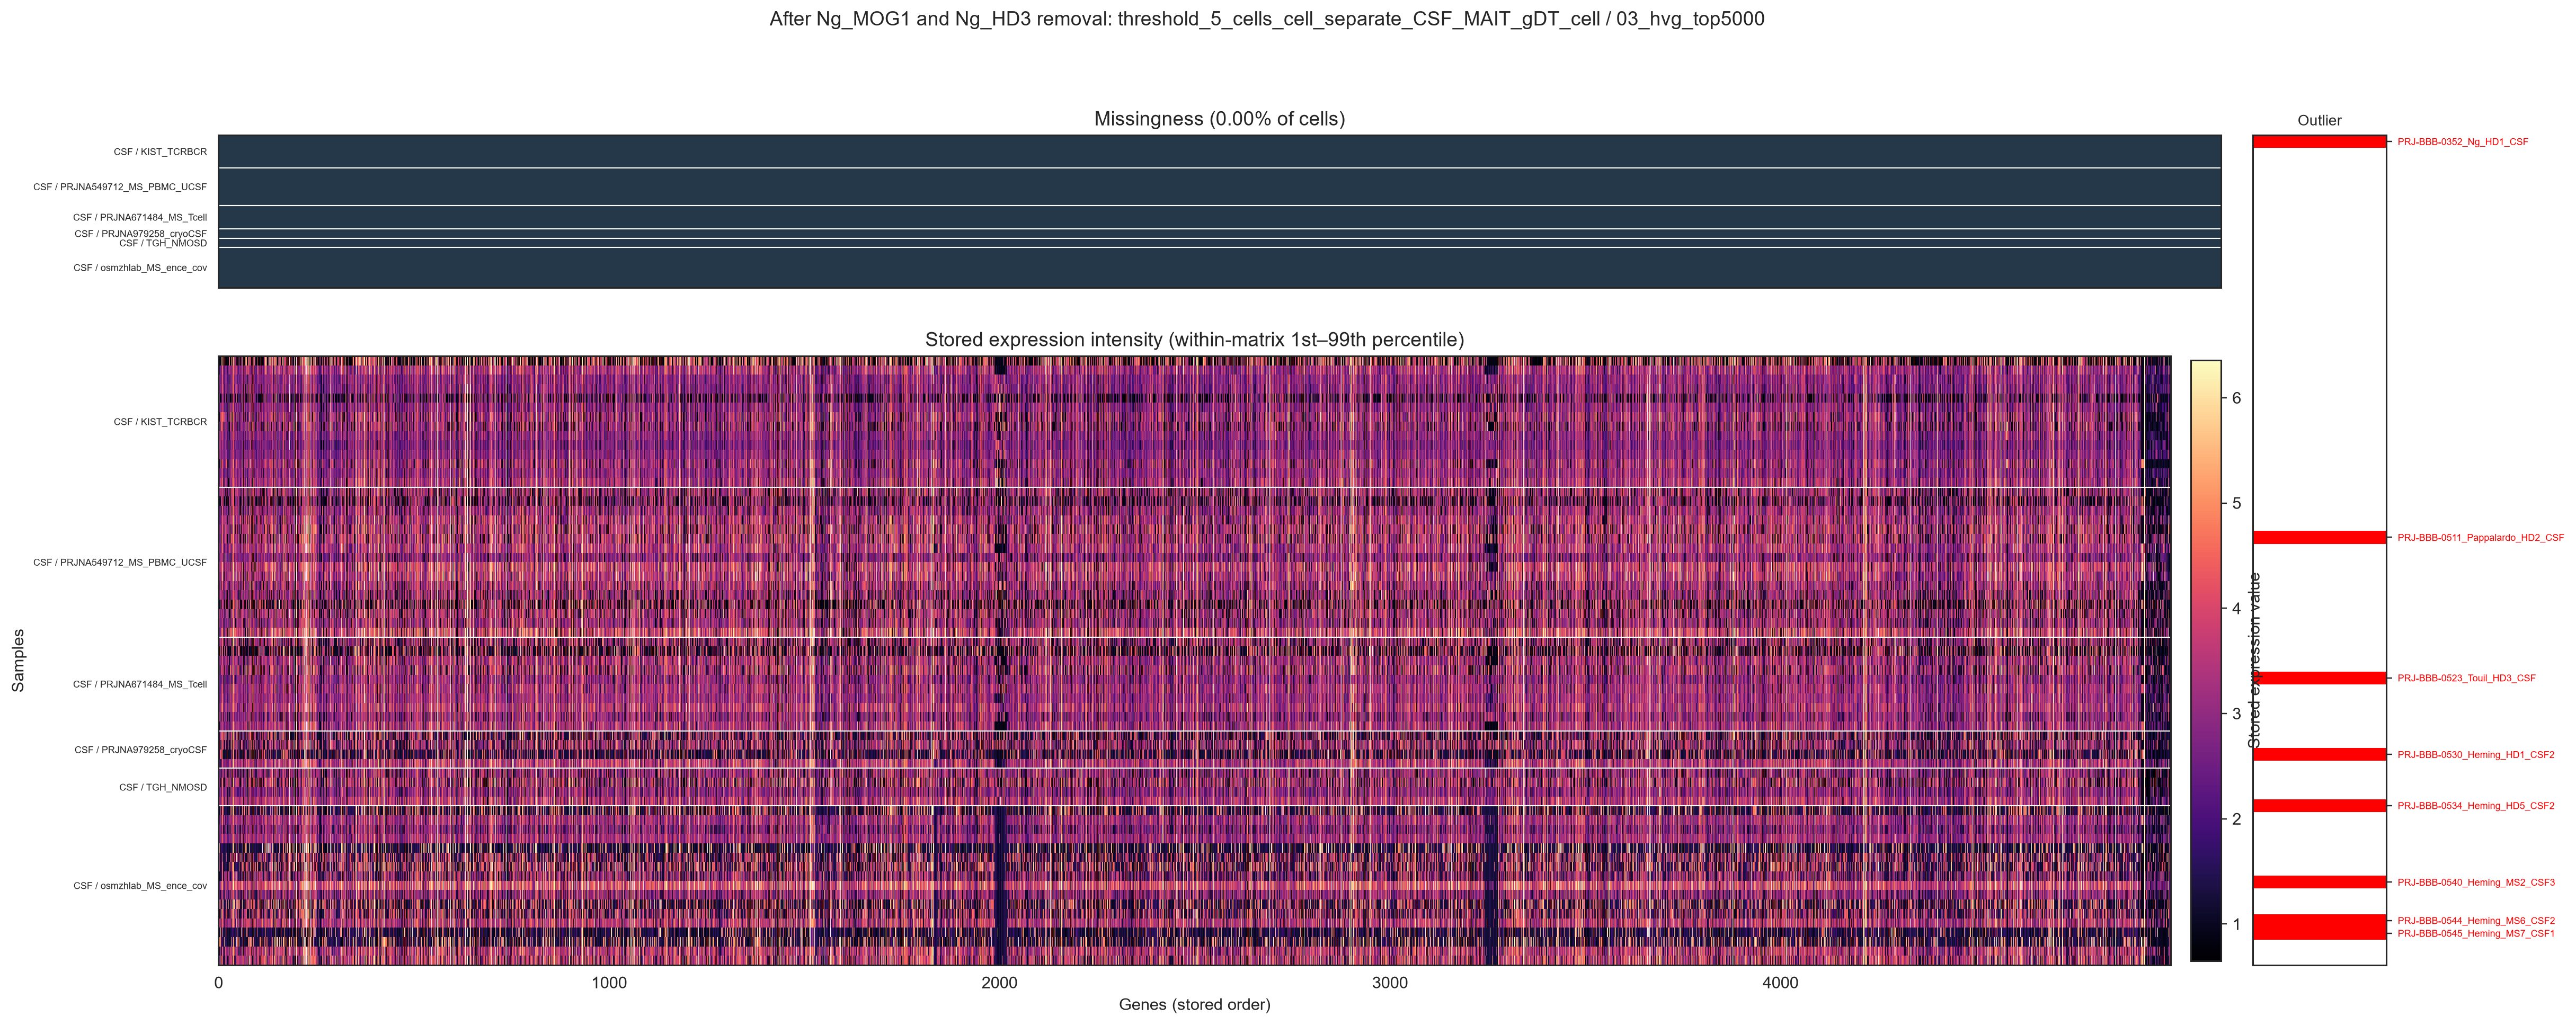 After Ng_MOG1 and Ng_HD3 removal: threshold_5_cells_cell_separate_CSF_MAIT_gDT_cell / 03_hvg_top5000
Missingness (0.00% of cells)
CSF / KIST_TCRBCR
CSF / PRJNA549712_MS_PBMC_UCSF
CSF / PRJNA671484_MS_Tcell
CSF / PRJNA979258_cryoCSF
CSF / TGH_NMOSD
CSF / osmzhlab_MS_ence_cov
Stored expression intensity (within-matrix 1st–99th percentile)
Samples
CSF / KIST_TCRBCR
CSF / PRJNA549712_MS_PBMC_UCSF
CSF / PRJNA671484_MS_Tcell
CSF / PRJNA979258_cryoCSF
CSF / TGH_NMOSD
CSF / osmzhlab_MS_ence_cov
0
1000
2000
3000
4000
Genes (stored order)
6
5
4
3
2
1
Stored expression value
Outlier
PRJ-BBB-0352_Ng_HD1_CSF
PRJ-BBB-0511_Pappalardo_HD2_CSF
PRJ-BBB-0523_Touil_HD3_CSF
PRJ-BBB-0530_Heming_HD1_CSF2
PRJ-BBB-0534_Heming_HD5_CSF2
PRJ-BBB-0540_Heming_MS2_CSF3
PRJ-BBB-0544_Heming_MS6_CSF2
PRJ-BBB-0545_Heming_MS7_CSF1